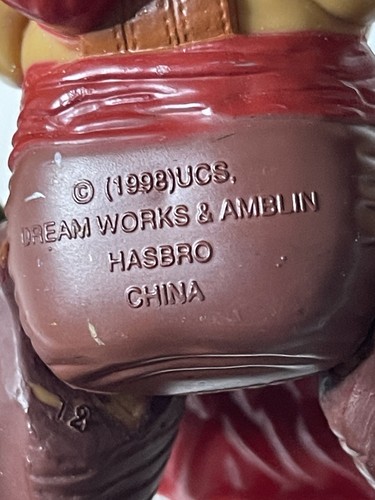 © (1998)UCS,
DREAM WORKS & AMBLIN
HASBRO
CHINA